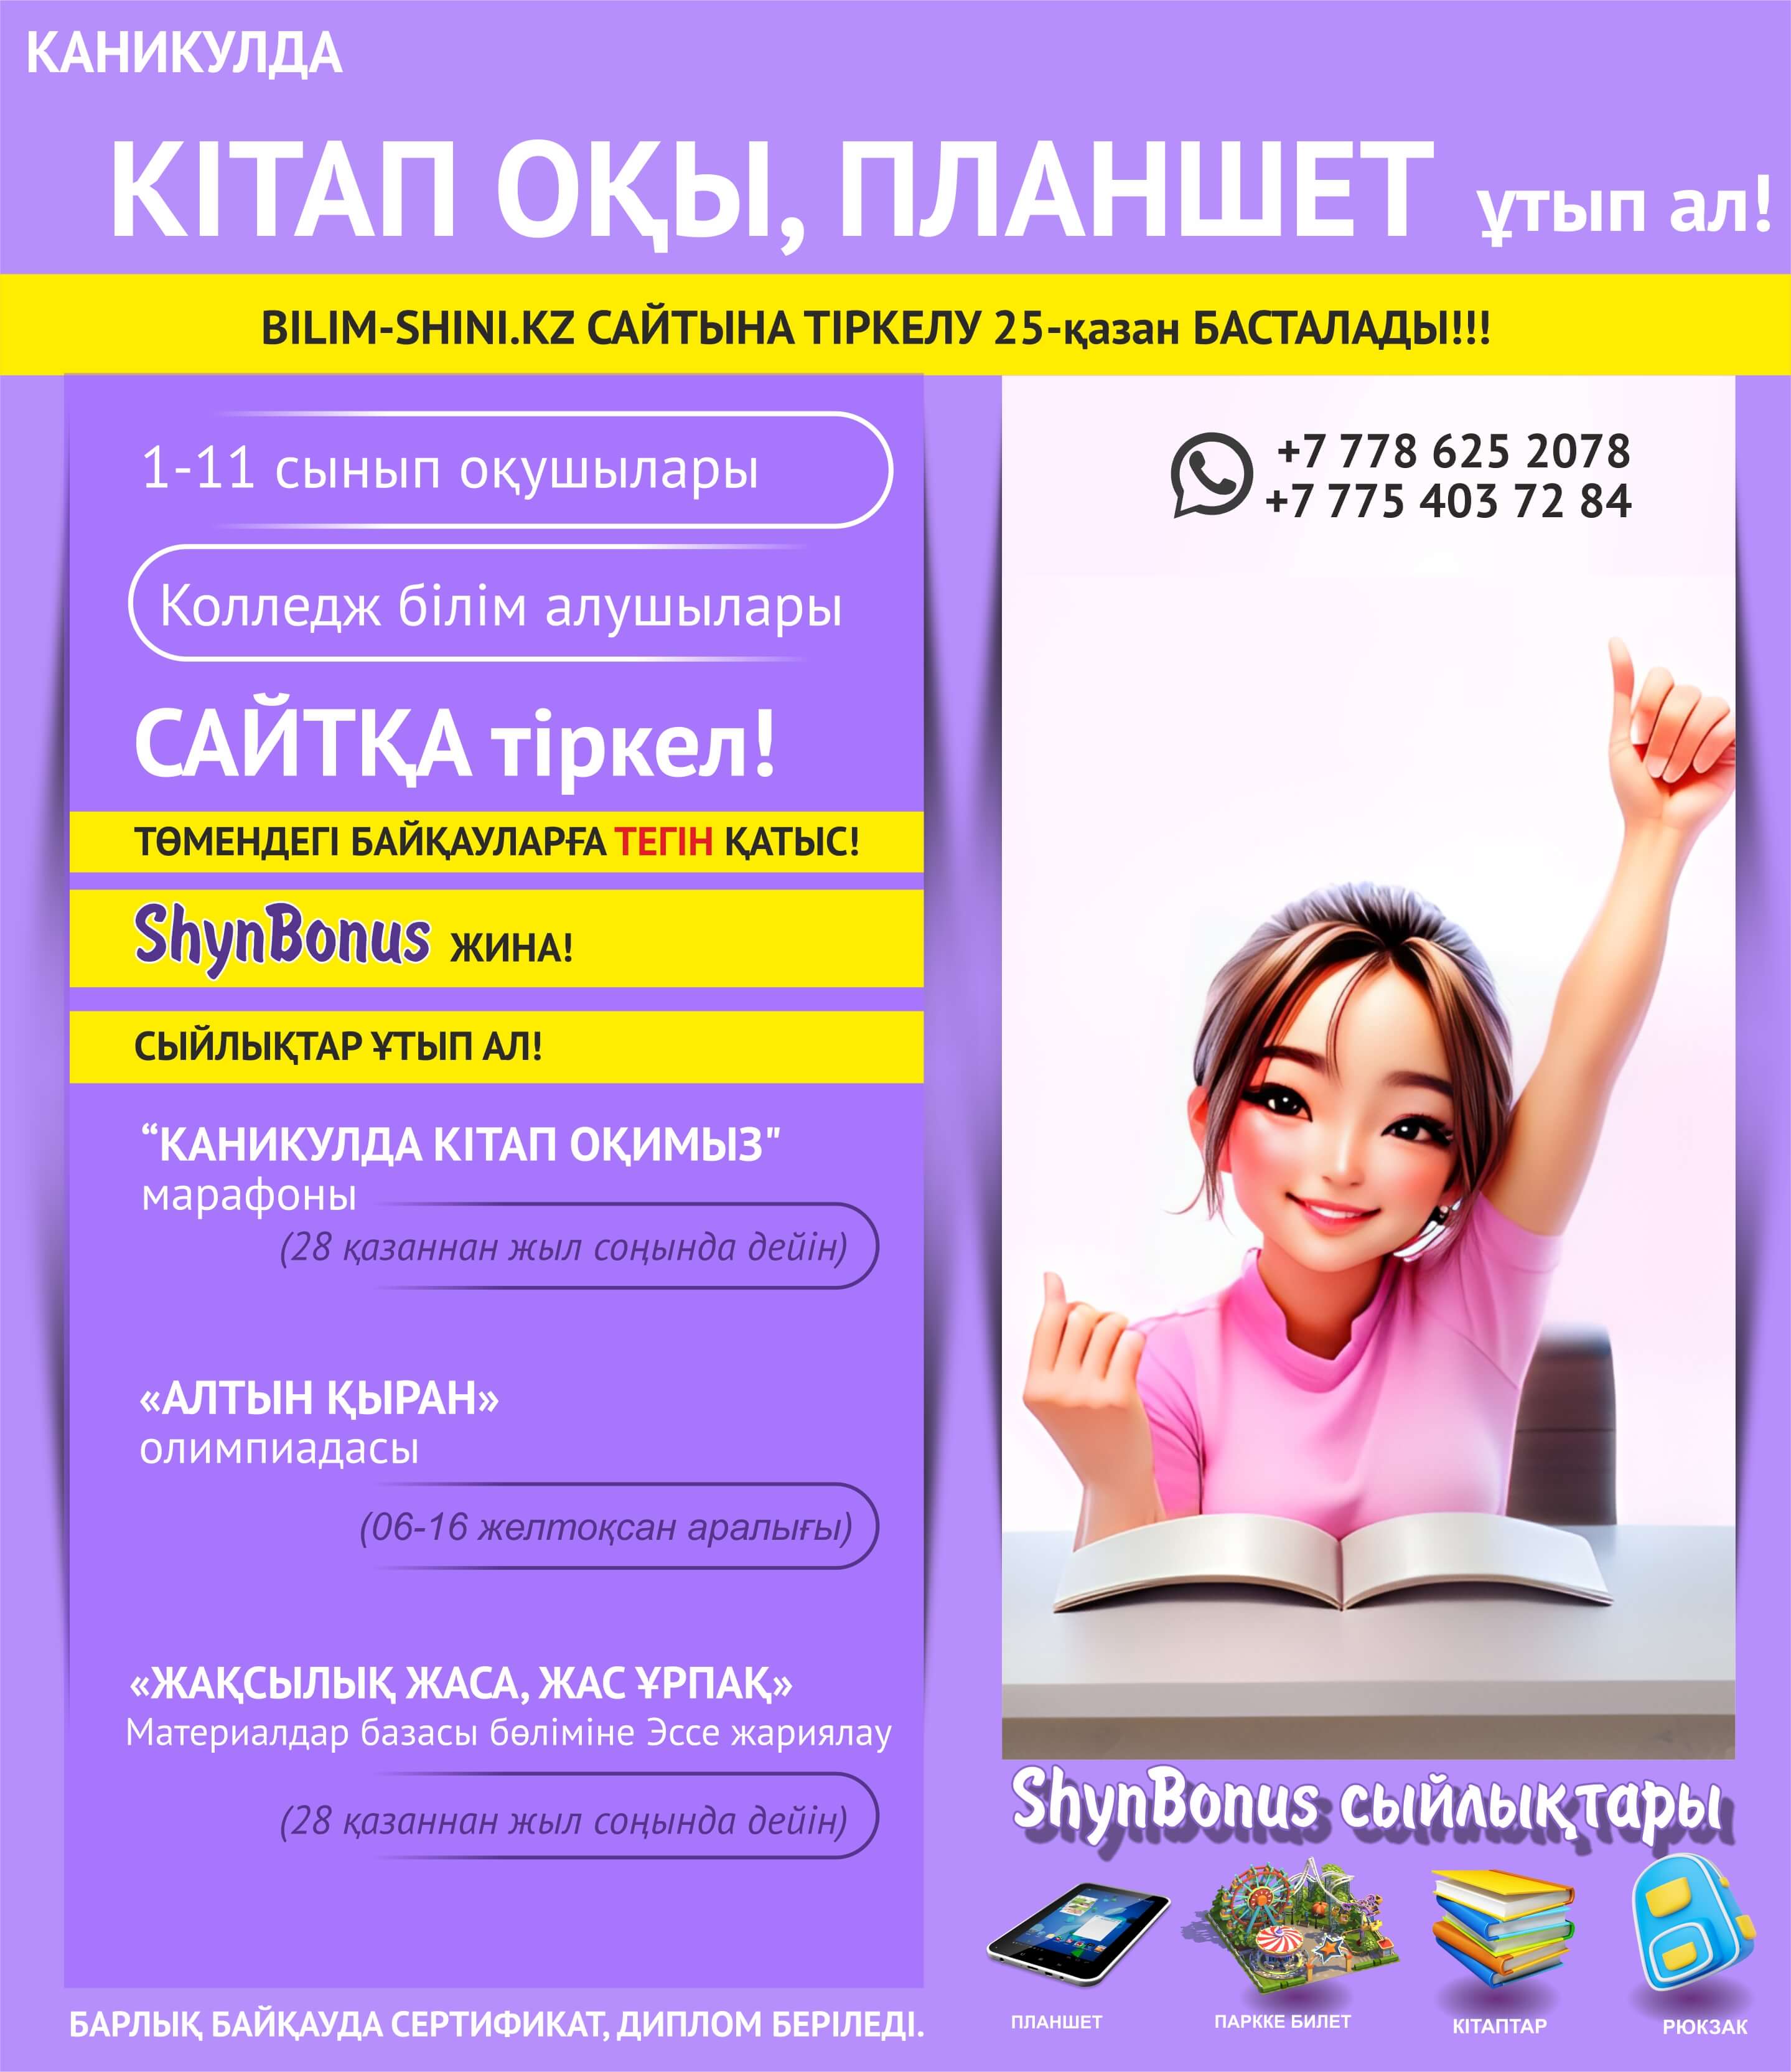 КАНИКУЛДА
КІТАП ОҚЫ, ПЛАНШЕТ ұтып ал!
BILIM-SHINI.KZ САЙТЫНА ТІРКЕЛУ 25-қазан БАСТАЛАДЫ!!!
1-11 сынып оқушылары
Колледж білім алушылары
САЙТҚА тіркел!
ТӨМЕНДЕГІ БАЙҚАУЛАРҒА ТЕГІН ҚАТЫС!
ShynBonus ЖИНА!
СЫЙЛЫҚТАР ҰТЫП АЛ!
“КАНИКУЛДА КІТАП ОҚИМЫЗ"
марафоны
(28 қазаннан жыл соңында дейін)
«АЛТЫН ҚЫРАН»
олимпиадасы
(06-16 желтоқсан аралығы)
«ЖАҚСЫЛЫҚ ЖАСА, ЖАС ҰРПАҚ»
Материалдар базасы бөліміне Эссе жариялау
(28 қазаннан жыл соңында дейін)
БАРЛЫҚ БАЙҚАУДА СЕРТИФИКАТ, ДИПЛОМ БЕРІЛЕДІ.
+7 778 625 2078
+7 775 403 72 84
ShynBonus сыйлықтары
ПЛАНШЕТ
ПАРККЕ БИЛЕТ
КІТАПТАР
РЮКЗАК